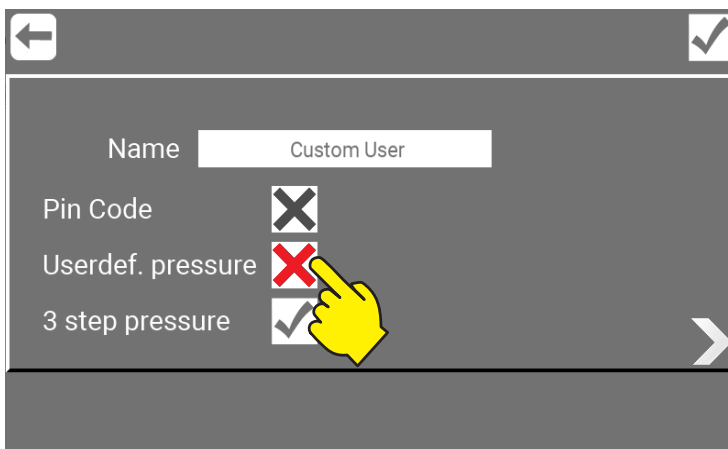 Name Custom User
Pin Code
Userdef. pressure
3 step pressure